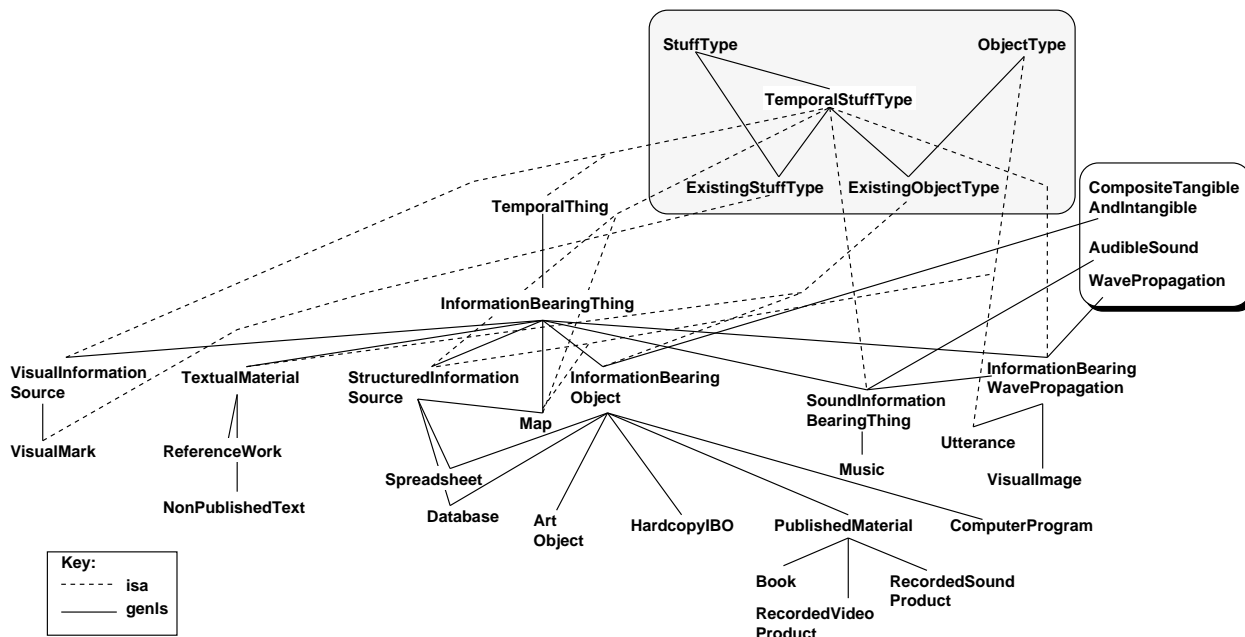 StuffType
ObjectType
TemporalStuffType
ExistingStuffType
ExistingObjectType
CompositeTangible
AndIntangible
AudibleSound
WavePropagation
TemporalThing
InformationBearingThing
VisualInformation
Source
TextualMaterial
StructuredInformation
Source
InformationBearing
Object
SoundInformation
BearingThing
InformationBearing
WavePropagation
VisualMark
ReferenceWork
Map
Utterance
Music
VisualImage
Spreadsheet
NonPublishedText
Database
Art
Object
HardcopyIBO
PublishedMaterial
ComputerProgram
Book
RecordedVideo
Product
RecordedSound
Product
Key:
isa
genls